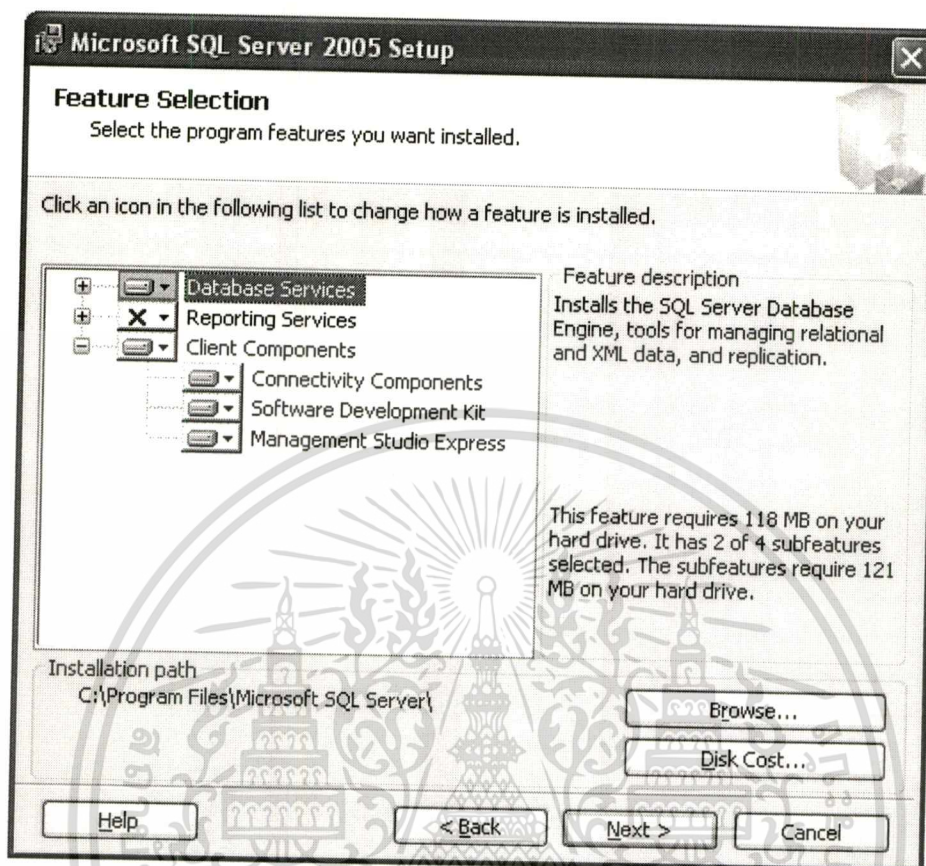 Microsoft SQL Server 2005 Setup
Feature Selection
Select the program features you want installed.
Click an icon in the following list to change how a feature is installed.
Database Services
Reporting Services
Client Components
Connectivity Components
Software Development Kit
Management Studio Express
Feature description
Installs the SQL Server Database
Engine, tools for managing relational
and XML data, and replication.
This feature requires 118 MB on your
hard drive. It has 2 of 4 subfeatures
selected. The subfeatures require 121
MB on your hard drive.
Installation path
C:\Program Files\Microsoft SQL Server\
Browse...
Disk Cost...
Help
< Back
Next >
Cancel